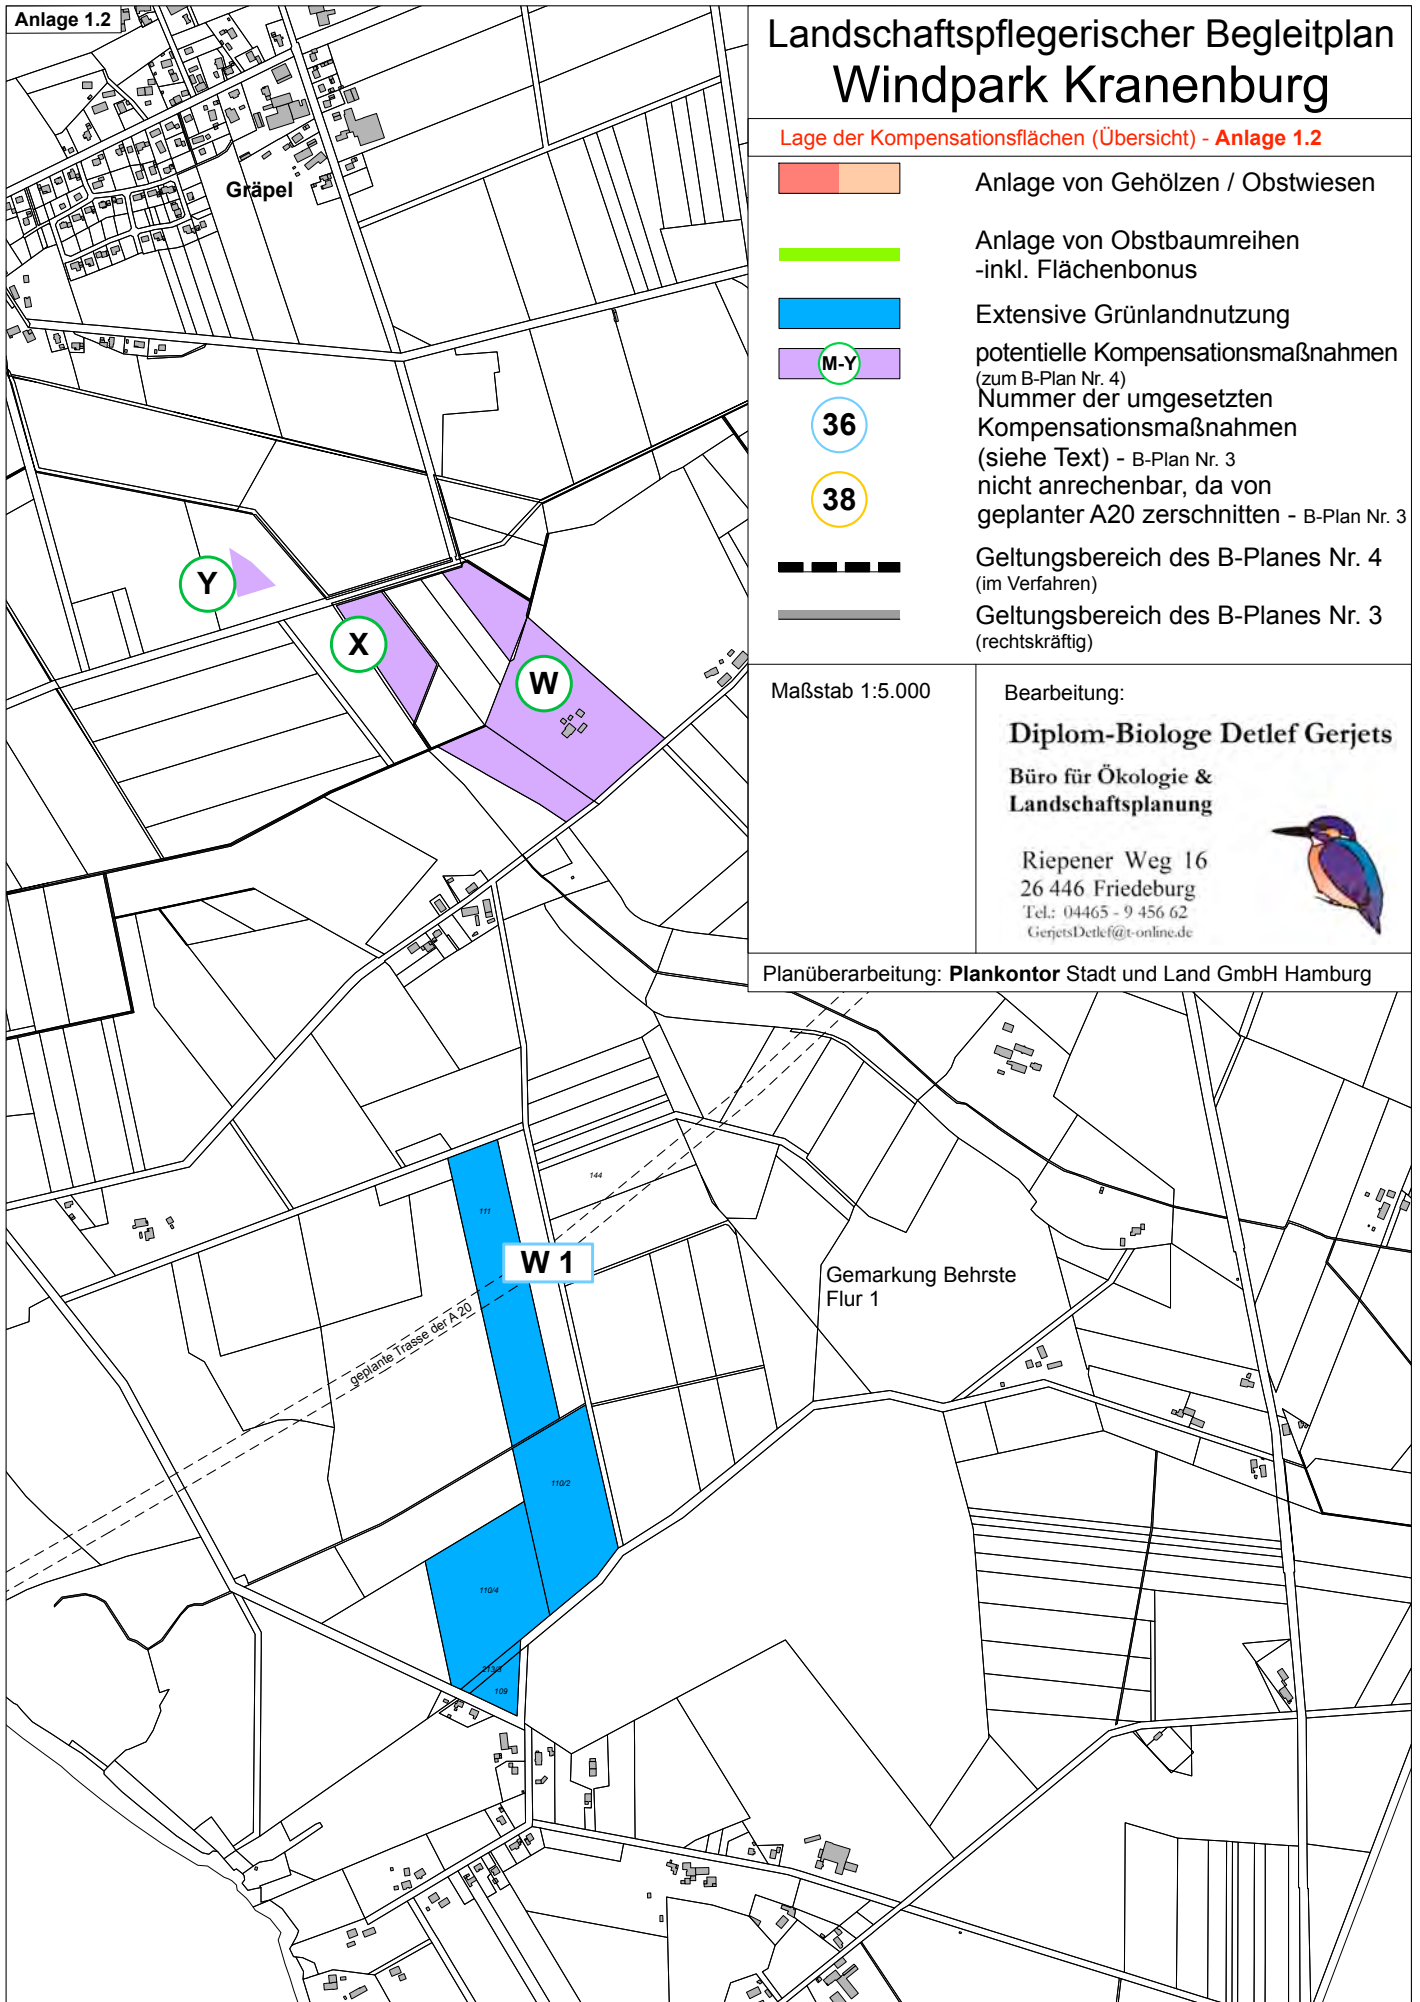 Anlage 1.2
Landschaftspflegerischer Begleitplan
Windpark Kranenburg
Lage der Kompensationsflächen (Übersicht) - Anlage 1.2
Anlage von Gehölzen / Obstwiesen
Anlage von Obstbaumreihen
-inkl. Flächenbonus
Extensive Grünlandnutzung
M-Y
potentielle Kompensationsmaßnahmen
(zum B-Plan Nr. 4)
36
Nummer der umgesetzten
Kompensationsmaßnahmen
(siehe Text) - B-Plan Nr. 3
38
nicht anrechenbar, da von
geplanter A20 zerschnitten - B-Plan Nr. 3
Geltungsbereich des B-Planes Nr. 4
(im Verfahren)
Geltungsbereich des B-Planes Nr. 3
(rechtskräftig)
Maßstab 1:5.000
Bearbeitung:
Diplom-Biologe Detlef Gerjets
Büro für Ökologie &
Landschaftsplanung
Riepener Weg 16
26 446 Friedeburg
Tel.: 04465 - 9 456 62
GerjetsDetlef@t-online.de
Planüberarbeitung: Plankontor Stadt und Land GmbH Hamburg
Gräpel
Y
X
W
144
111
W 1
Gemarkung Behrste
Flur 1
geplante Trasse der A 20
110/2
110/4
109